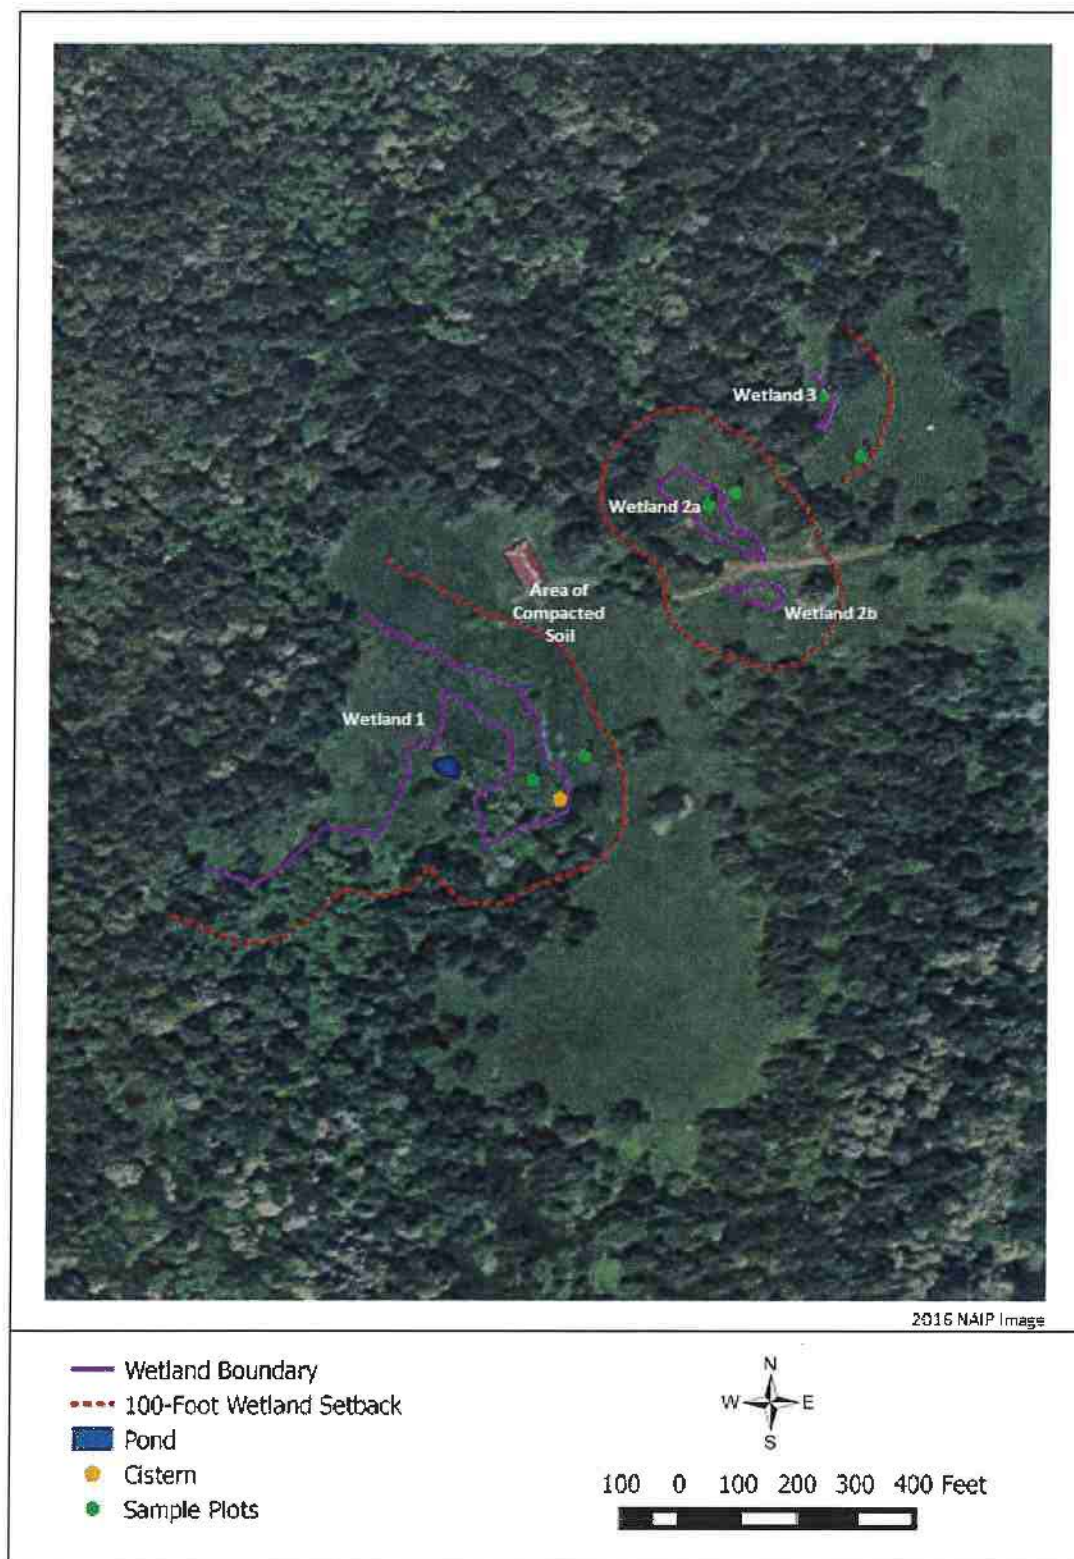 Wetland 3
Wetland 2a
Area of
Compacted
Soil
Wetland 2b
Wetland 1
2016 NAIP Image
Wetland Boundary
100-Foot Wetland Setback
Pond
Cistern
Sample Plots
N
W E
S
100 0 100 200 300 400 Feet